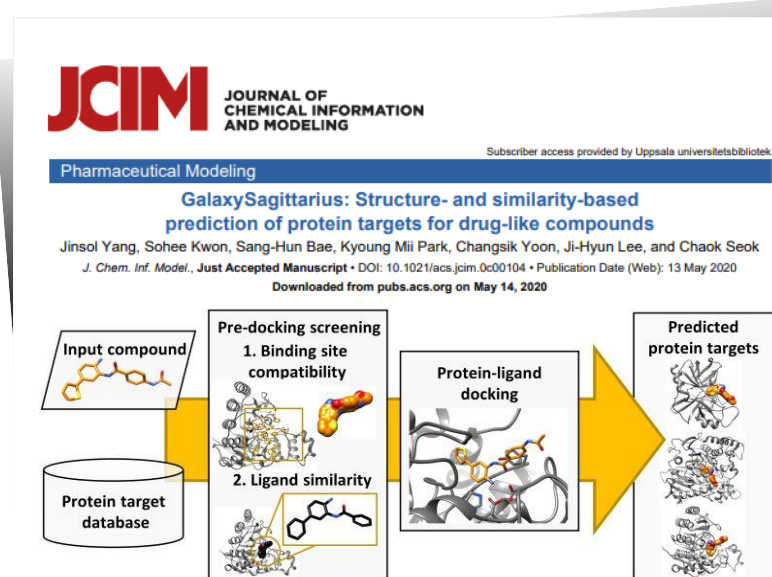 JCIM
JOURNAL OF
CHEMICAL INFORMATION
AND MODELING
Subscriber access provided by Uppsala universitetsbibliotek
Pharmaceutical Modeling
GalaxySagittarius: Structure- and similarity-based
prediction of protein targets for drug-like compounds
Jinsol Yang, Sohee Kwon, Sang-Hun Bae, Kyoung Mii Park, Changsik Yoon, Ji-Hyun Lee, and Chaok Seok
J. Chem. Inf. Model., Just Accepted Manuscript • DOI: 10.1021/acs.jcim.0c00104 • Publication Date (Web): 13 May 2020
Downloaded from pubs.acs.org on May 14, 2020
Input compound
Protein target
database
Pre-docking screening
1. Binding site
compatibility
2. Ligand similarity
Protein-ligand
docking
Predicted
protein targets